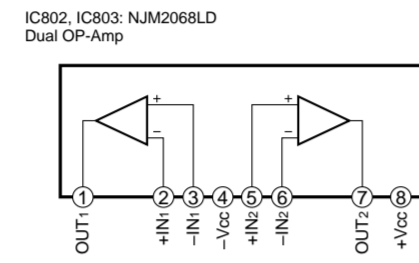 IC802, IC803: NJM2068LD
Dual OP-Amp
+
−
+
−
1
2
3
4
5
6
7
8
OUT1
+IN1
−IN1
−Vcc
+IN2
−IN2
OUT2
+Vcc